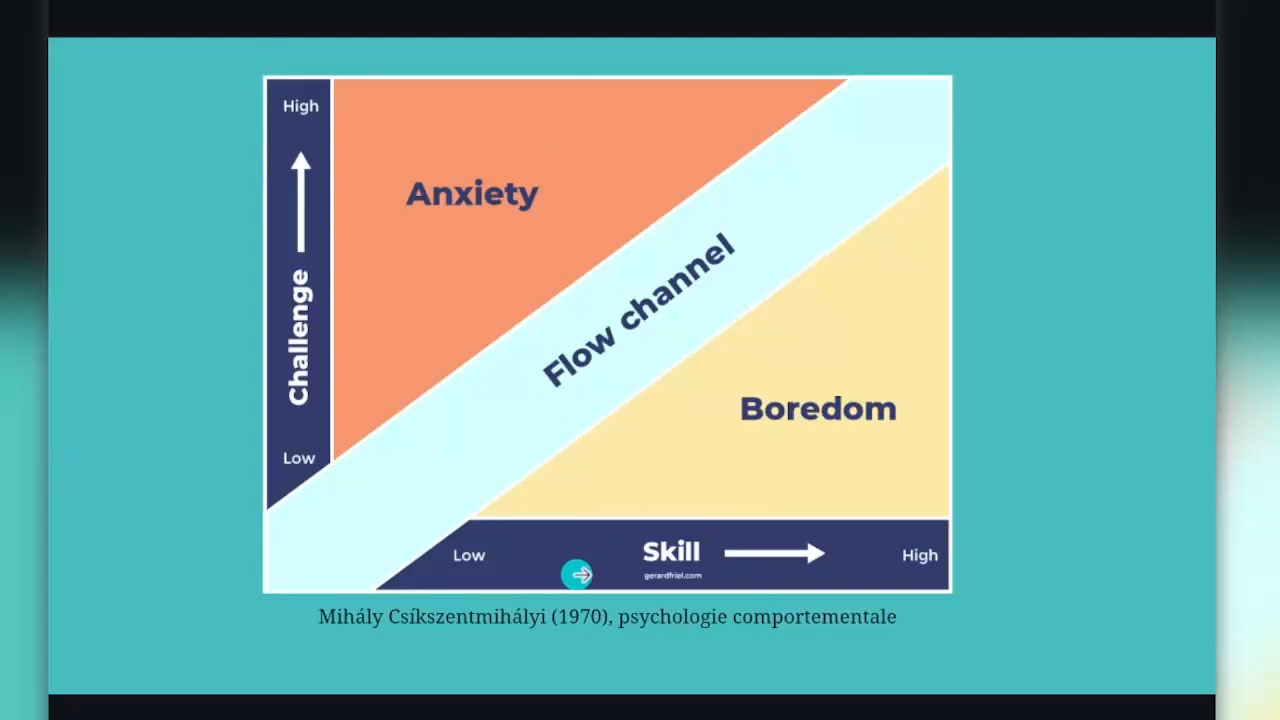 High
Anxiety
Challenge
Flow channel
Boredom
Low
Low
Skill
High
gerardfriel.com
Mihály Csíkszentmihályi (1970), psychologie comportementale